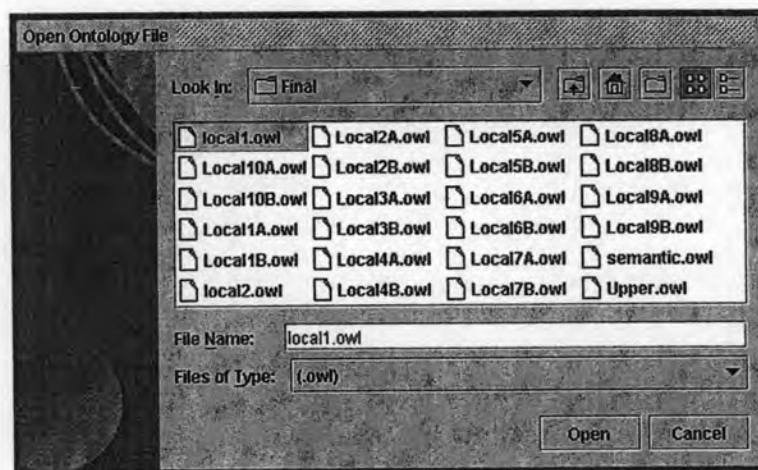 Open Ontology File
Look In: Final
local1.owl Local2A.owl Local5A.owl Local8A.owl
Local10A.owl Local2B.owl Local5B.owl Local8B.owl
Local10B.owl Local3A.owl Local6A.owl Local9A.owl
Local1A.owl Local3B.owl Local6B.owl Local9B.owl
Local1B.owl Local4A.owl Local7A.owl semantic.owl
local2.owl Local4B.owl Local7B.owl Upper.owl
File Name: local1.owl
Files of Type: (.owl)
Open Cancel